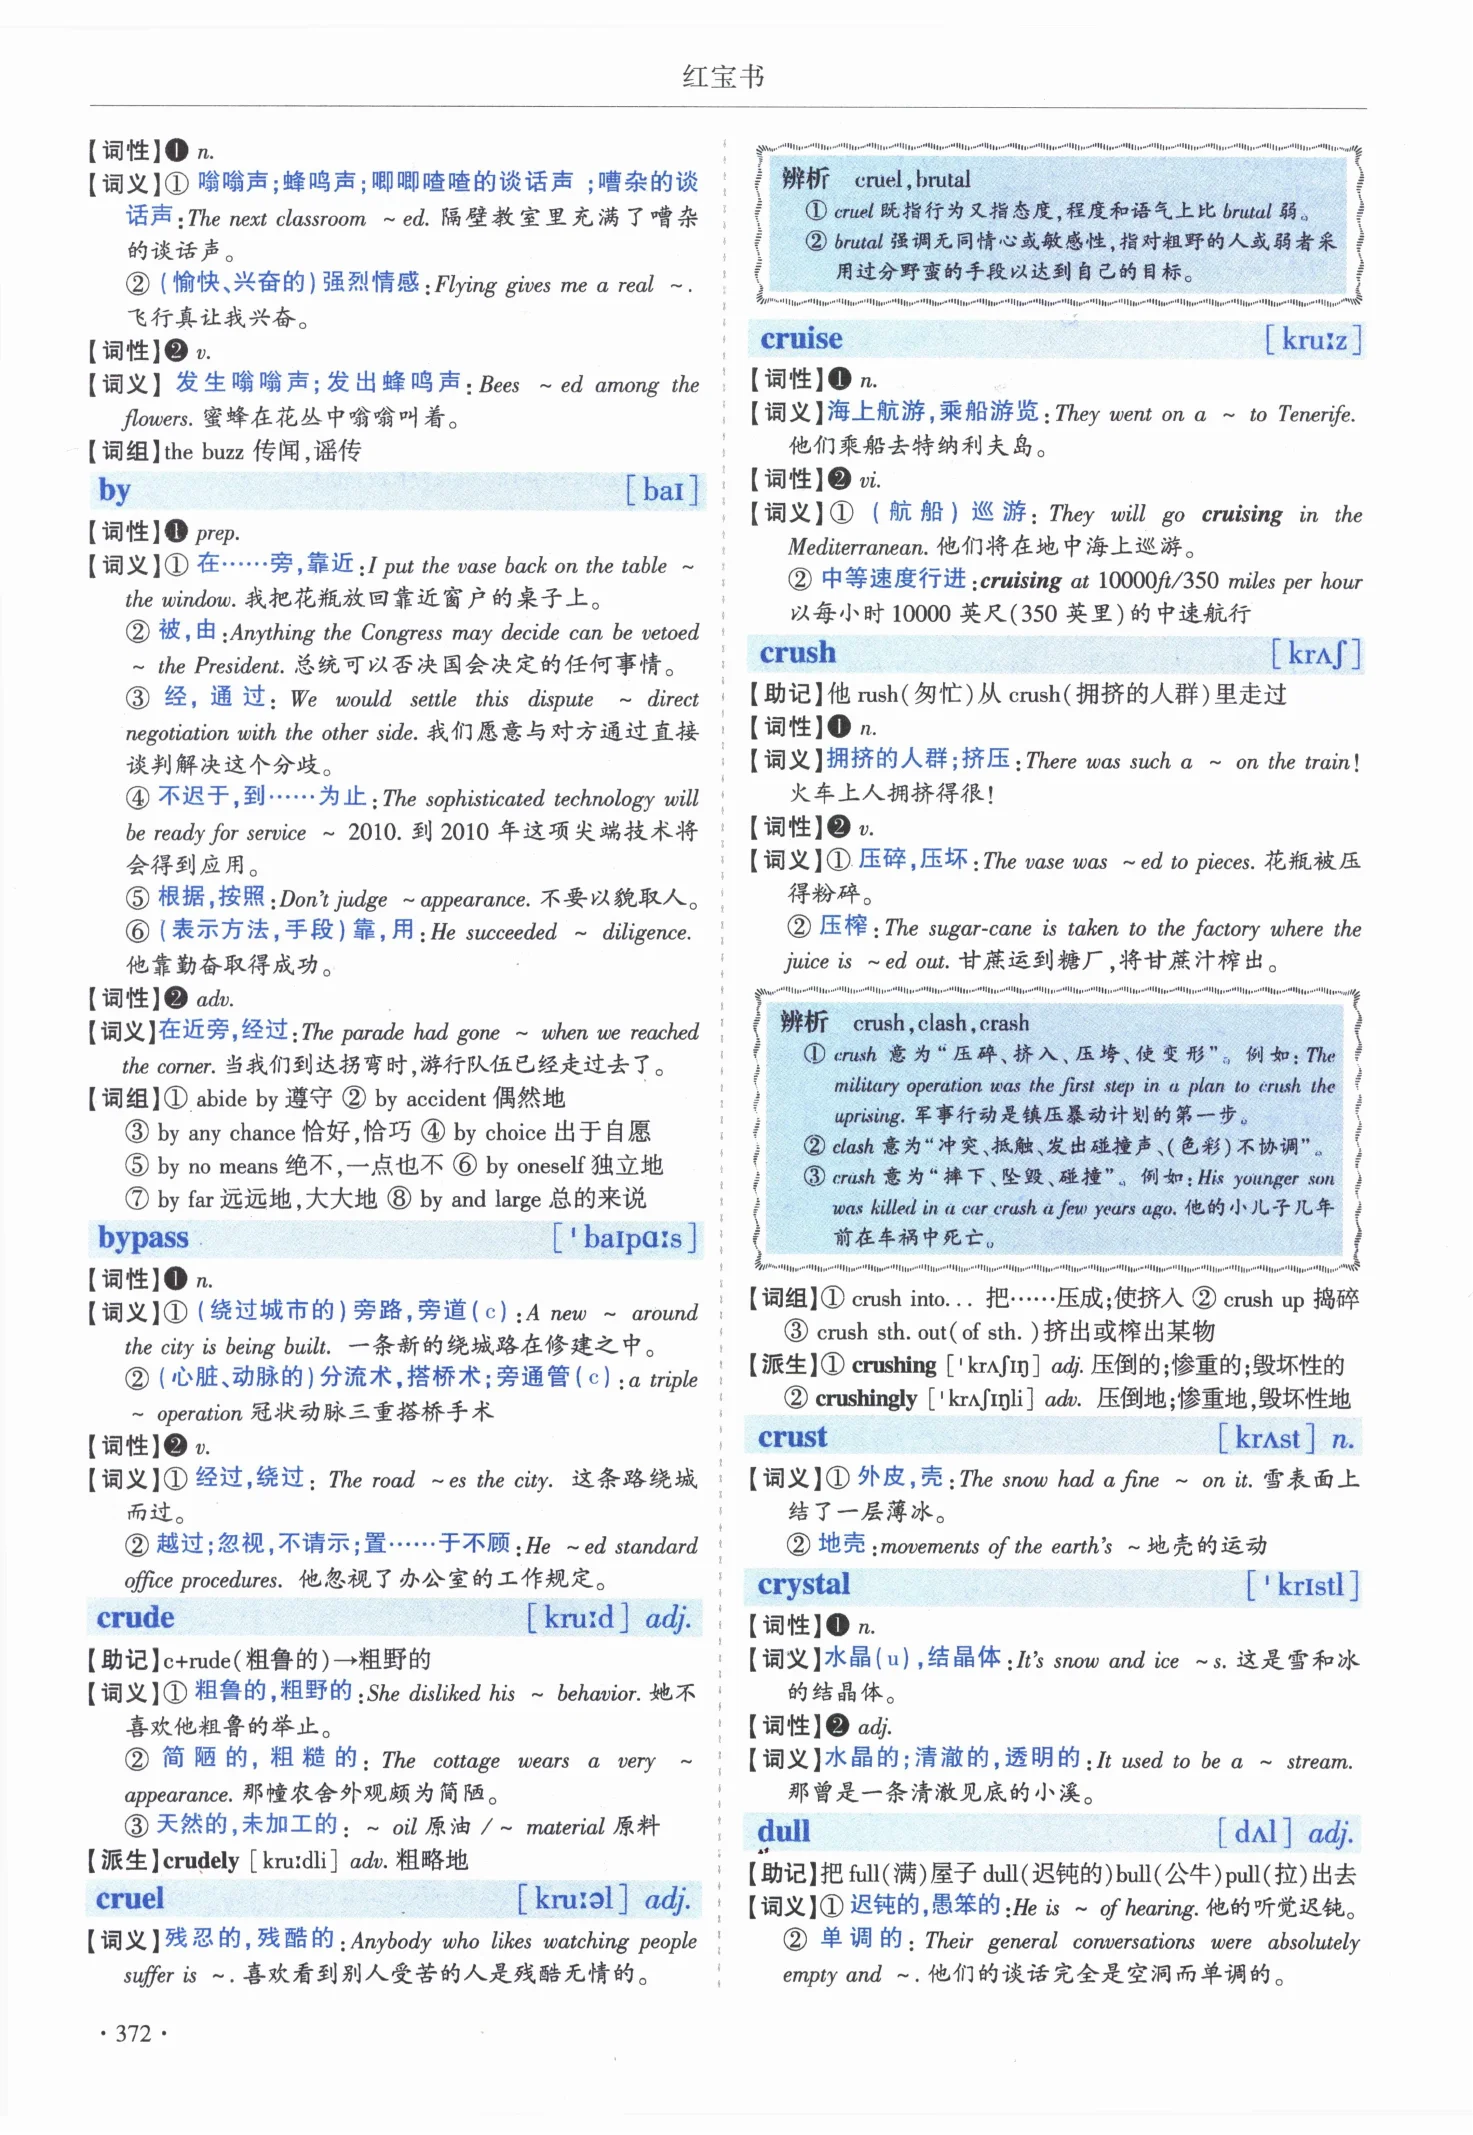 红宝书
【词性】❶ n.
【词义】① 嗡嗡声;蜂鸣声;唧唧喳喳的谈话声 ;嘈杂的谈
话声:The next classroom ~ ed. 隔壁教室里充满了嘈杂
的谈话声。
② (愉快、兴奋的)强烈情感:Flying gives me a real ~.
飞行真让我兴奋。
【词性】❷ v.
【词义】 发生嗡嗡声;发出蜂鸣声:Bees ~ ed among the
flowers. 蜜蜂在花丛中嗡嗡叫着。
【词组】the buzz 传闻,谣传
by [baɪ]
【词性】❶ prep.
【词义】① 在……旁,靠近:I put the vase back on the table ~
the window. 我把花瓶放回靠近窗户的桌子上。
② 被,由:Anything the Congress may decide can be vetoed
~ the President. 总统可以否决国会决定的任何事情。
③ 经, 通 过: We would settle this dispute ~ direct
negotiation with the other side. 我们愿意与对方通过直接
谈判解决这个分歧。
④ 不迟于,到……为止:The sophisticated technology will
be ready for service ~ 2010. 到 2010 年这项尖端技术将
会得到应用。
⑤ 根据,按照:Don't judge ~ appearance. 不要以貌取人。
⑥ (表示方法,手段)靠,用:He succeeded ~ diligence.
他靠勤奋取得成功。
【词性】❷ adv.
【词义】在近旁,经过:The parade had gone ~ when we reached
the corner. 当我们到达拐弯时,游行队伍已经走过去了。
【词组】① abide by 遵守 ② by accident 偶然地
③ by any chance 恰好,恰巧 ④ by choice 出于自愿
⑤ by no means 绝不,一点也不 ⑥ by oneself 独立地
⑦ by far 远远地,大大地 ⑧ by and large 总的来说
bypass [ˈbaɪpɑːs]
【词性】❶ n.
【词义】① (绕过城市的)旁路,旁道(c):A new ~ around
the city is being built. 一条新的绕城路在修建之中。
② (心脏、动脉的)分流术,搭桥术;旁通管(c):a triple
~ operation 冠状动脉三重搭桥手术
【词性】❷ v.
【词义】① 经过,绕过: The road ~es the city. 这条路绕城
而过。
② 越过;忽视,不请示;置……于不顾:He ~ed standard
office procedures. 他忽视了办公室的工作规定。
crude [kruːd] adj.
【助记】c+rude(粗鲁的)→粗野的
【词义】① 粗鲁的,粗野的:She disliked his ~ behavior. 她不
喜欢他粗鲁的举止。
② 简 陋 的, 粗 糙 的: The cottage wears a very ~
appearance. 那幢农舍外观颇为简陋。
③ 天然的,未加工的: ~ oil 原油 / ~ material 原料
【派生】crudely [kruːdli] adv. 粗略地
cruel [kruːəl] adj.
【词义】残忍的,残酷的:Anybody who likes watching people
suffer is ~. 喜欢看到别人受苦的人是残酷无情的。
· 372 ·
辨析 cruel,brutal
① cruel 既指行为又指态度,程度和语气上比 brutal 弱。
② brutal 强调无同情心或敏感性,指对粗野的人或弱者采
用过分野蛮的手段以达到自己的目标。
cruise [kruːz]
【词性】❶ n.
【词义】海上航游,乘船游览:They went on a ~ to Tenerife.
他们乘船去特纳利夫岛。
【词性】❷ vi.
【词义】① (航船)巡游: They will go cruising in the
Mediterranean. 他们将在地中海上巡游。
② 中等速度行进:cruising at 10000ft/350 miles per hour
以每小时 10000 英尺(350 英里)的中速航行
crush [krʌʃ]
【助记】他 rush(匆忙)从 crush(拥挤的人群)里走过
【词性】❶ n.
【词义】拥挤的人群;挤压:There was such a ~ on the train!
火车上人拥挤得很!
【词性】❷ v.
【词义】① 压碎,压坏:The vase was ~ed to pieces. 花瓶被压
得粉碎。
② 压榨:The sugar-cane is taken to the factory where the
juice is ~ed out. 甘蔗运到糖厂,将甘蔗汁榨出。
辨析 crush,clash,crash
① crush 意为“压碎、挤入、压垮、使变形”。例如:The
military operation was the first step in a plan to crush the
uprising. 军事行动是镇压暴动计划的第一步。
② clash 意为“冲突、抵触、发出碰撞声、(色彩)不协调”。
③ crash 意为“摔下、坠毁、碰撞”。例如:His younger son
was killed in a car crash a few years ago. 他的小儿子几年
前在车祸中死亡。
【词组】① crush into... 把……压成;使挤入 ② crush up 捣碎
③ crush sth. out(of sth. )挤出或榨出某物
【派生】① crushing [ˈkrʌʃɪŋ] adj. 压倒的;惨重的;毁坏性的
② crushingly [ˈkrʌʃɪŋli] adv. 压倒地;惨重地,毁坏性地
crust [krʌst] n.
【词义】① 外皮,壳:The snow had a fine ~ on it. 雪表面上
结了一层薄冰。
② 地壳:movements of the earth's ~地壳的运动
crystal [ˈkrɪstl]
【词性】❶ n.
【词义】水晶(u),结晶体:It's snow and ice ~s. 这是雪和冰
的结晶体。
【词性】❷ adj.
【词义】水晶的;清澈的,透明的:It used to be a ~ stream.
那曾是一条清澈见底的小溪。
dull [dʌl] adj.
【助记】把 full(满)屋子 dull(迟钝的)bull(公牛)pull(拉)出去
【词义】① 迟钝的,愚笨的:He is ~ of hearing. 他的听觉迟钝。
② 单调的: Their general conversations were absolutely
empty and ~. 他们的谈话完全是空洞而单调的。